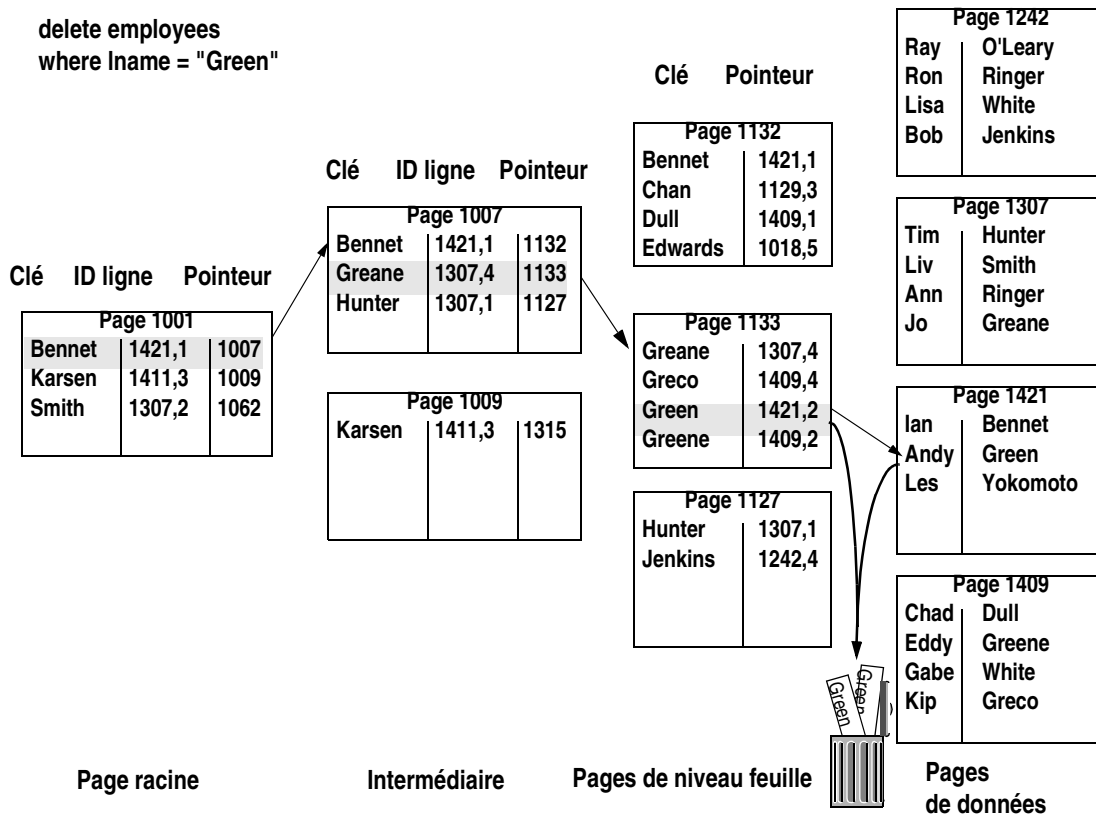 delete employees
where lname = "Green"
Clé ID ligne Pointeur
Page 1001
Bennet 1421,1 1007
Karsen 1411,3 1009
Smith 1307,2 1062
Clé ID ligne Pointeur
Page 1007
Bennet 1421,1 1132
Greane 1307,4 1133
Hunter 1307,1 1127
Page 1009
Karsen 1411,3 1315
Clé Pointeur
Page 1132
Bennet 1421,1
Chan 1129,3
Dull 1409,1
Edwards 1018,5
Page 1133
Greane 1307,4
Greco 1409,4
Green 1421,2
Greene 1409,2
Page 1127
Hunter 1307,1
Jenkins 1242,4
Page 1242
Ray O'Leary
Ron Ringer
Lisa White
Bob Jenkins
Page 1307
Tim Hunter
Liv Smith
Ann Ringer
Jo Greane
Page 1421
Ian Bennet
Andy Green
Les Yokomoto
Page 1409
Chad Dull
Eddy Greene
Gabe White
Kip Greco
Green
Green
Page racine
Intermédiaire
Pages de niveau feuille
Pages
de données